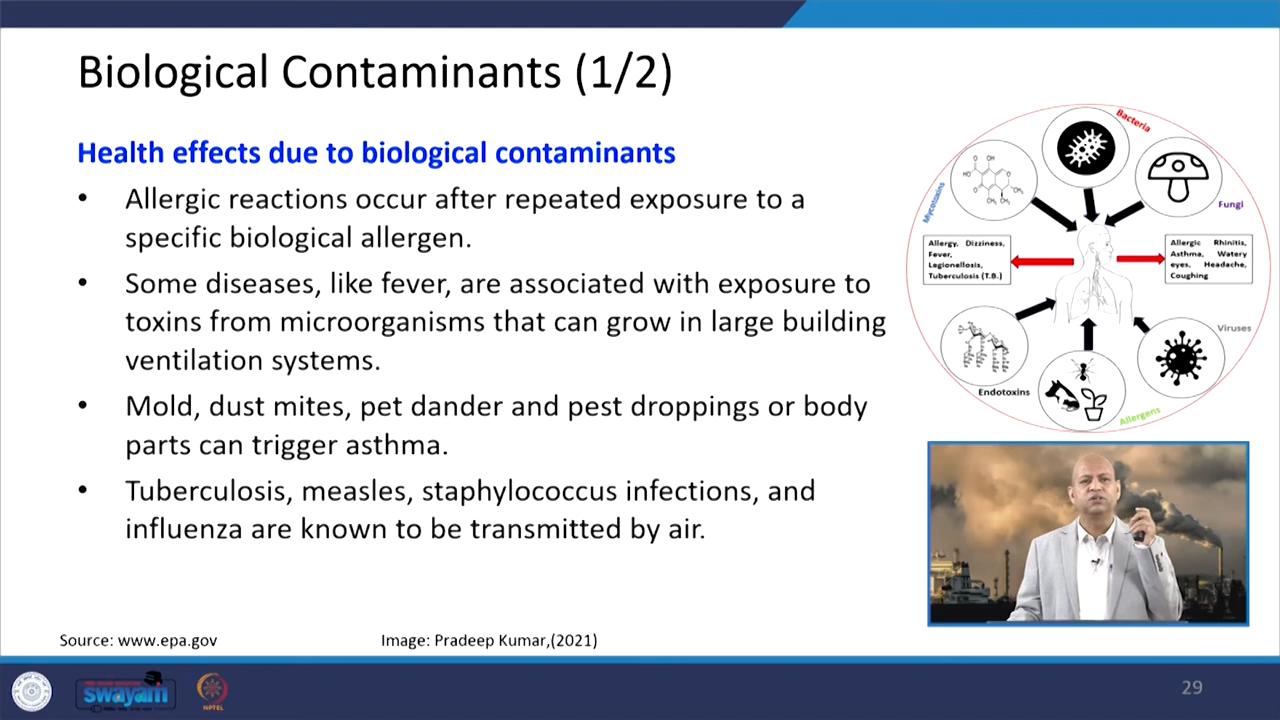 Biological Contaminants (1/2)
Health effects due to biological contaminants
• Allergic reactions occur after repeated exposure to a
specific biological allergen.
• Some diseases, like fever, are associated with exposure to
toxins from microorganisms that can grow in large building
ventilation systems.
• Mold, dust mites, pet dander and pest droppings or body
parts can trigger asthma.
• Tuberculosis, measles, staphylococcus infections, and
influenza are known to be transmitted by air.
Bacteria
Mycotoxins
Fungi
Allergy, Dizziness,
Fever,
Legionellosis,
Tuberculosis (T.B.)
Allergic Rhinitis,
Asthma, Watery
eyes, Headache,
Coughing
Viruses
Endotoxins
Allergens
Source: www.epa.gov
Image: Pradeep Kumar,(2021)
swayam
NPTEL
29